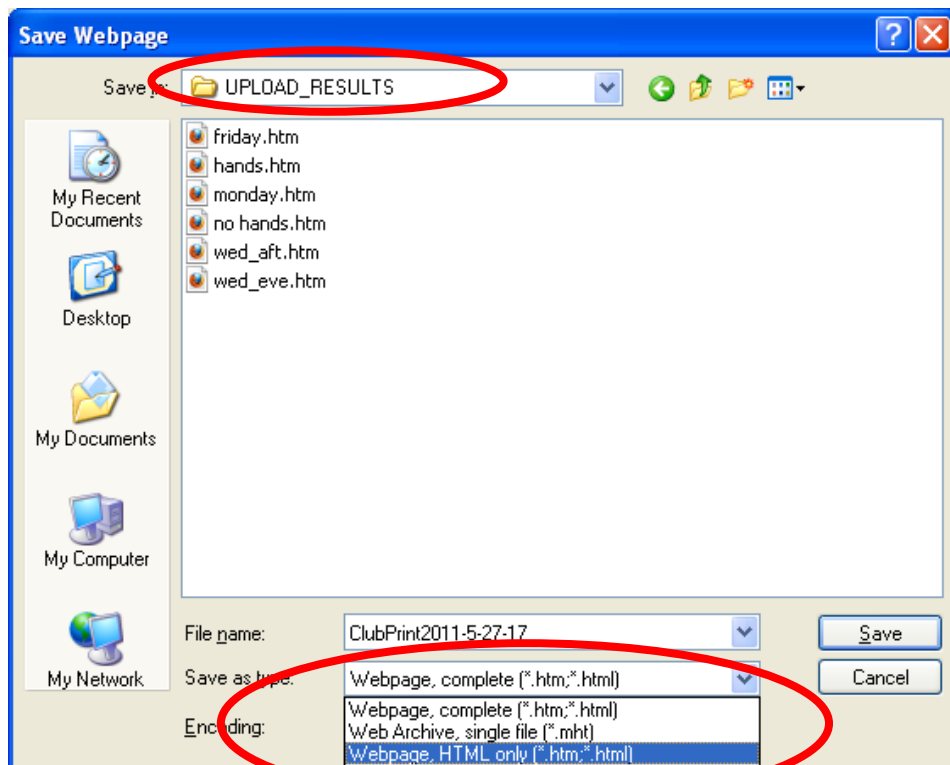 Save Webpage
Save in:
UPLOAD_RESULTS
friday.htm
hands.htm
monday.htm
no hands.htm
wed_aft.htm
wed_eve.htm
My Recent
Documents
Desktop
My Documents
My Computer
My Network
File name:
ClubPrint2011-5-27-17
Save
Save as type:
Webpage, complete (*.htm;*.html)
Cancel
Encoding:
Webpage, complete (*.htm;*.html)
Web Archive, single file (*.mht)
Webpage, HTML only (*.htm;*.html)